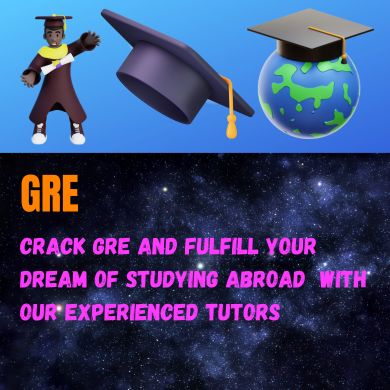 GRE
CRACK GRE AND FULFILL YOUR
DREAM OF STUDYING ABROAD WITH
OUR EXPERIENCED TUTORS